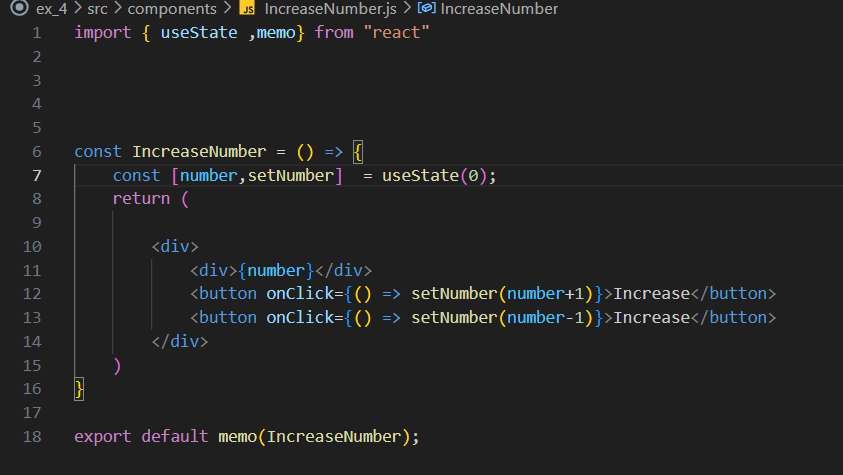 ex_4 > src > components > JS IncreaseNumber.js > IncreaseNumber
1 import { useState ,memo} from "react"
2
3
4
5
6 const IncreaseNumber = () => {
7     const [number,setNumber]  = useState(0);
8     return (
9
10         <div>
11             <div>{number}</div>
12             <button onClick={() => setNumber(number+1)}>Increase</button>
13             <button onClick={() => setNumber(number-1)}>Increase</button>
14         </div>
15     )
16 }
17
18 export default memo(IncreaseNumber);